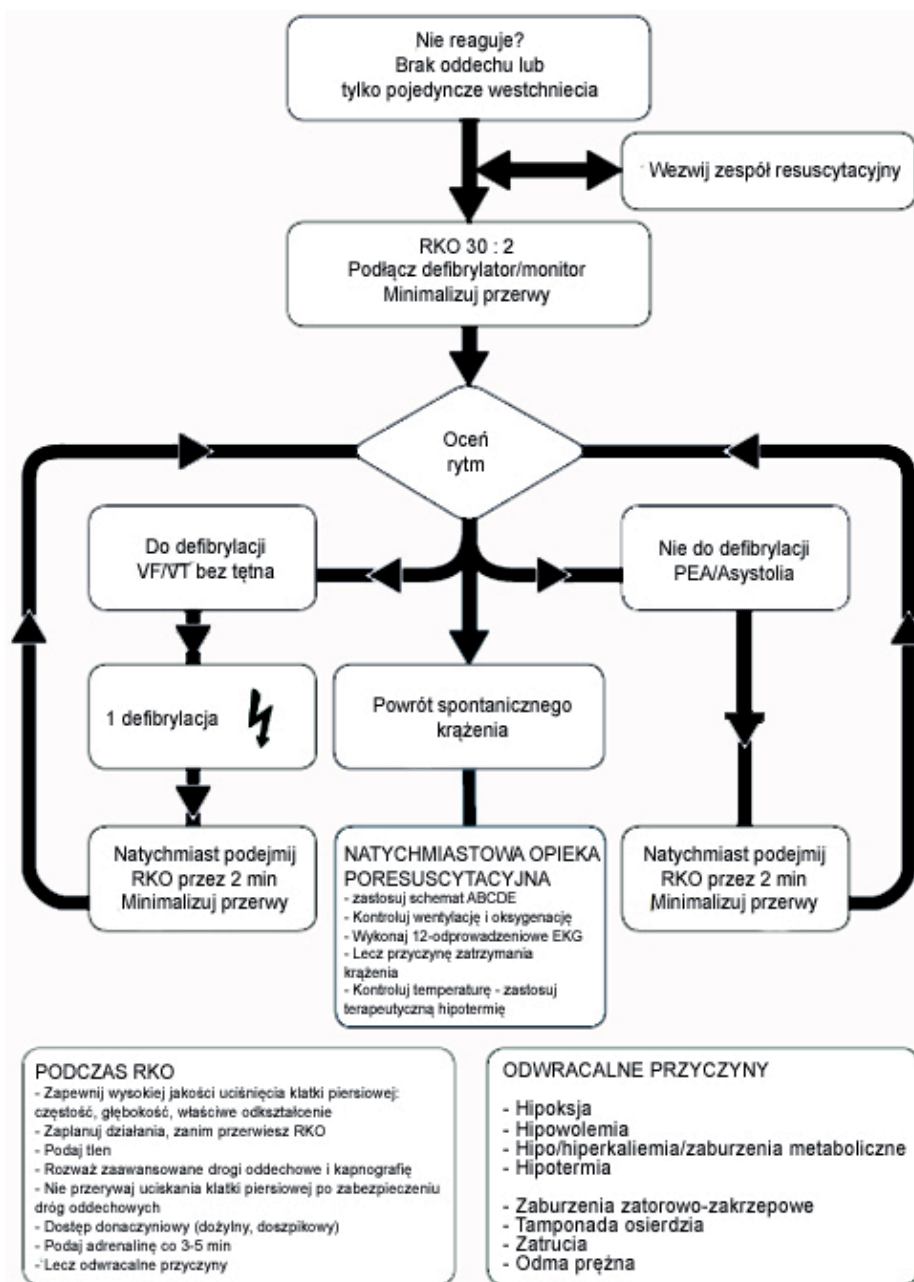 Nie reaguje?
Brak oddechu lub
tylko pojedyncze westchniecia
Wezwij zespół resuscytacyjny
RKO 30 : 2
Podłącz defibrylator/monitor
Minimalizuj przerwy
Oceń
rytm
Do defibrylacji
VF/VT bez tętna
Nie do defibrylacji
PEA/Asystolia
1 defibrylacja
Powrót spontanicznego
krążenia
Natychmiast podejmij
RKO przez 2 min
Minimalizuj przerwy
NATYCHMIASTOWA OPIEKA
PORESUSCYTACYJNA
- zastosuj schemat ABCDE
- Kontroluj wentylację i oksygenację
- Wykonaj 12-odprowadzeniowe EKG
- Lecz przyczynę zatrzymania
krążenia
- Kontroluj temperaturę - zastosuj
terapeutyczną hipotermię
Natychmiast podejmij
RKO przez 2 min
Minimalizuj przerwy
PODCZAS RKO
- Zapewnij wysokiej jakości uciśnięcia klatki piersiowej:
częstość, głębokość, właściwe odkształcenie
- Zaplanuj działania, zanim przerwiesz RKO
- Podaj tlen
- Rozważ zaawansowane drogi oddechowe i kapnografię
- Nie przerywaj uciskania klatki piersiowej po zabezpieczeniu
dróg oddechowych
- Dostęp donaczyniowy (dożylny, doszpikowy)
- Podaj adrenalinę co 3-5 min
- Lecz odwracalne przyczyny
ODWRACALNE PRZYCZYNY
- Hipoksja
- Hipowolemia
- Hipo/hiperkaliemia/zaburzenia metaboliczne
- Hipotermia
- Zaburzenia zatorowo-zakrzepowe
- Tamponada osierdzia
- Zatrucia
- Odma prężna